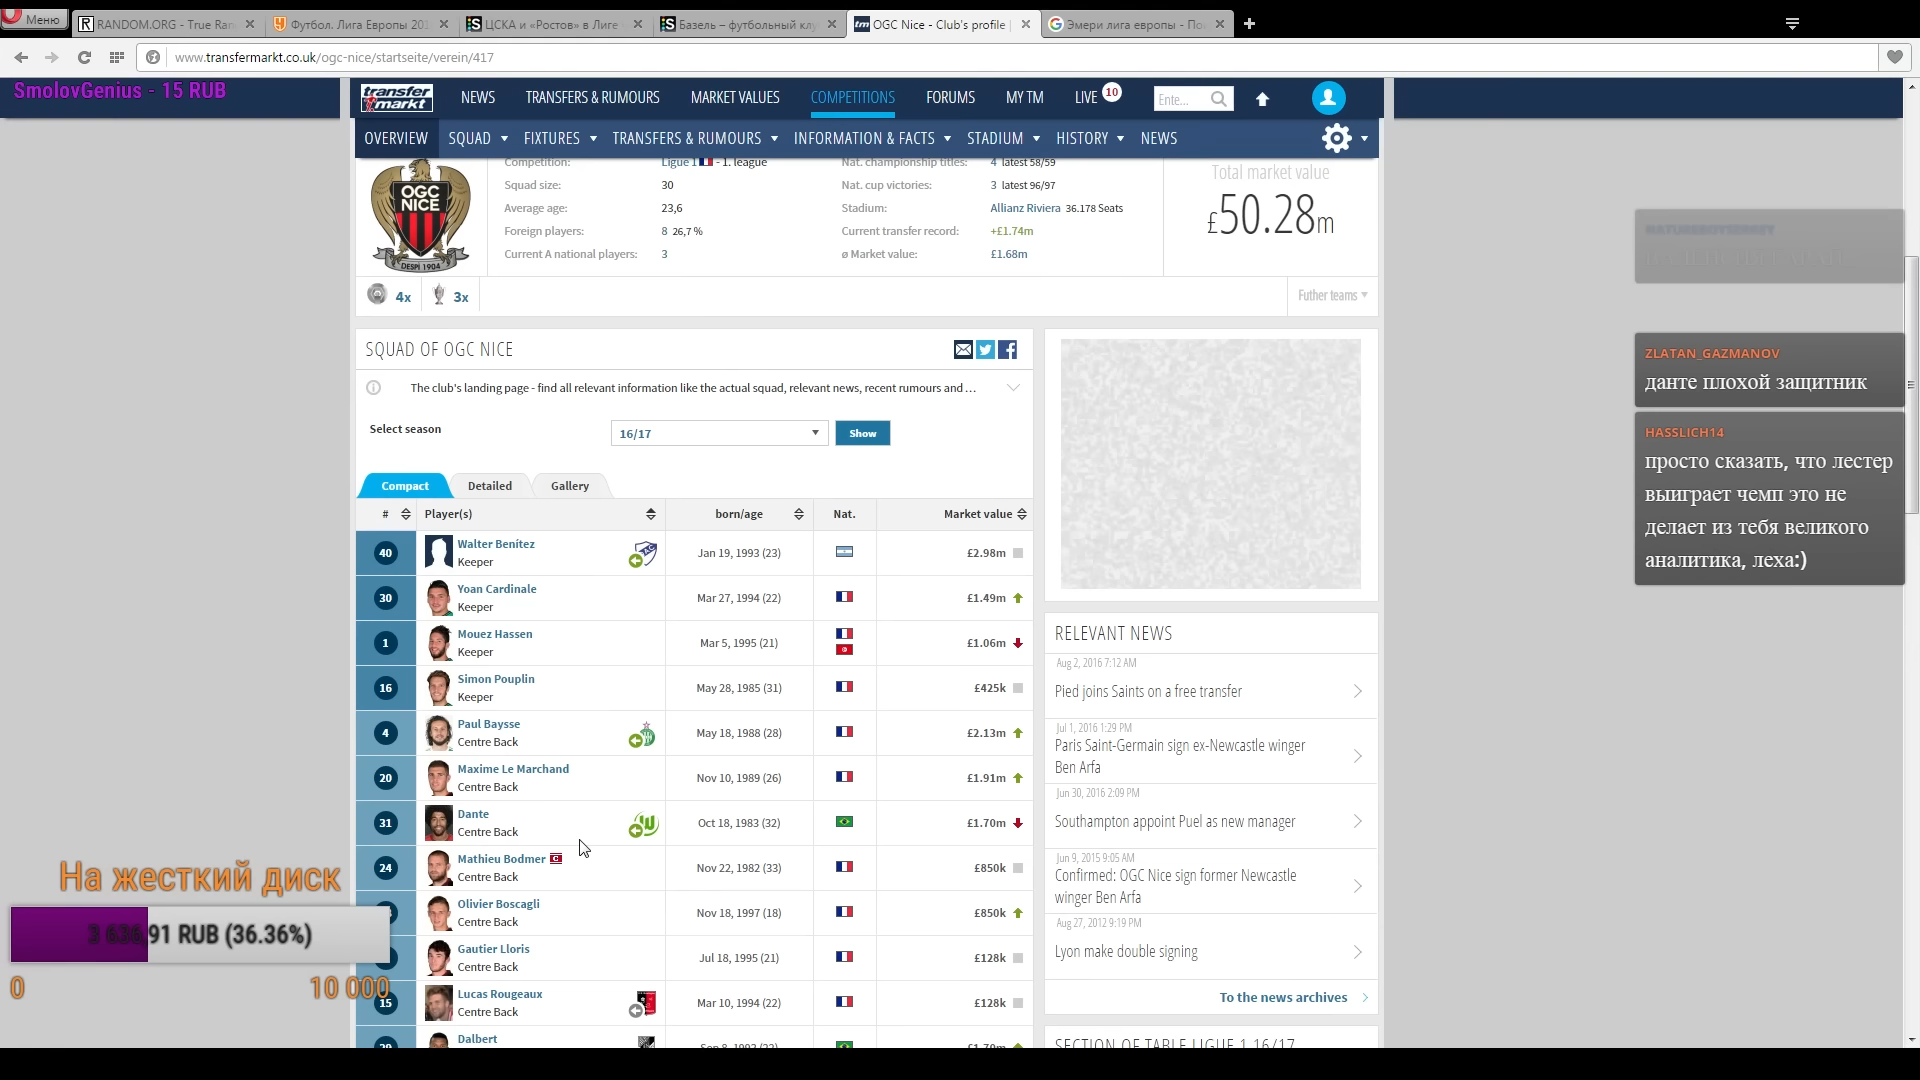 Меню
RANDOM.ORG - True Ran
Футбол. Лига Европы 201
ЦСКА и «Ростов» в Лиге
Базель – футбольный клу
OGC Nice - Club's profile
Эмери лига европы - По
www.transfermarkt.co.uk/ogc-nice/startseite/verein/417
SmolovGenius - 15 RUB
transfer markt
NEWS
TRANSFERS & RUMOURS
MARKET VALUES
COMPETITIONS
FORUMS
MY TM
LIVE 10
Ente...
OVERVIEW
SQUAD
FIXTURES
TRANSFERS & RUMOURS
INFORMATION & FACTS
STADIUM
HISTORY
NEWS
OGC NICE
DESPI 1904
Competition: Ligue 1 - 1. league
Squad size: 30
Average age: 23,6
Foreign players: 8 26,7 %
Current A national players: 3
Nat. championship titles: 4 latest 58/59
Nat. cup victories: 3 latest 96/97
Stadium: Allianz Riviera 36.178 Seats
Current transfer record: +£1.74m
ø Market value: £1.68m
Total market value
£50.28m
4x 3x
Futher teams
SQUAD OF OGC NICE
The club's landing page - find all relevant information like the actual squad, relevant news, recent rumours and ...
Select season 16/17 Show
Compact Detailed Gallery
# Player(s) born/age Nat. Market value
40 Walter Benítez Jan 19, 1993 (23) £2.98m
Keeper
30 Yoan Cardinale Mar 27, 1994 (22) £1.49m
Keeper
1 Mouez Hassen Mar 5, 1995 (21) £1.06m
Keeper
16 Simon Pouplin May 28, 1985 (31) £425k
Keeper
4 Paul Baysse May 18, 1988 (28) £2.13m
Centre Back
20 Maxime Le Marchand Nov 10, 1989 (26) £1.91m
Centre Back
31 Dante Oct 18, 1983 (32) £1.70m
Centre Back
24 Mathieu Bodmer Nov 22, 1982 (33) £850k
Centre Back
Olivier Boscagli Nov 18, 1997 (18) £850k
Centre Back
Gautier Lloris Jul 18, 1995 (21) £128k
Centre Back
15 Lucas Rougeaux Mar 10, 1994 (22) £128k
Centre Back
Dalbert
RELEVANT NEWS
Aug 2, 2016 7:12 AM
Pied joins Saints on a free transfer
Jul 1, 2016 1:29 PM
Paris Saint-Germain sign ex-Newcastle winger
Ben Arfa
Jun 30, 2016 2:09 PM
Southampton appoint Puel as new manager
Jun 9, 2015 9:05 AM
Confirmed: OGC Nice sign former Newcastle
winger Ben Arfa
Aug 27, 2012 9:19 PM
Lyon make double signing
To the news archives
SECTION OF TABLE LIGUE 1 16/17
ZLATAN_GAZMANOV
данте плохой защитник
HASSLICH14
просто сказать, что лестер
выиграет чемп это не
делает из тебя великого
аналитика, леха:)
На жесткий диск
3 636.91 RUB (36.36%)
0 10 000